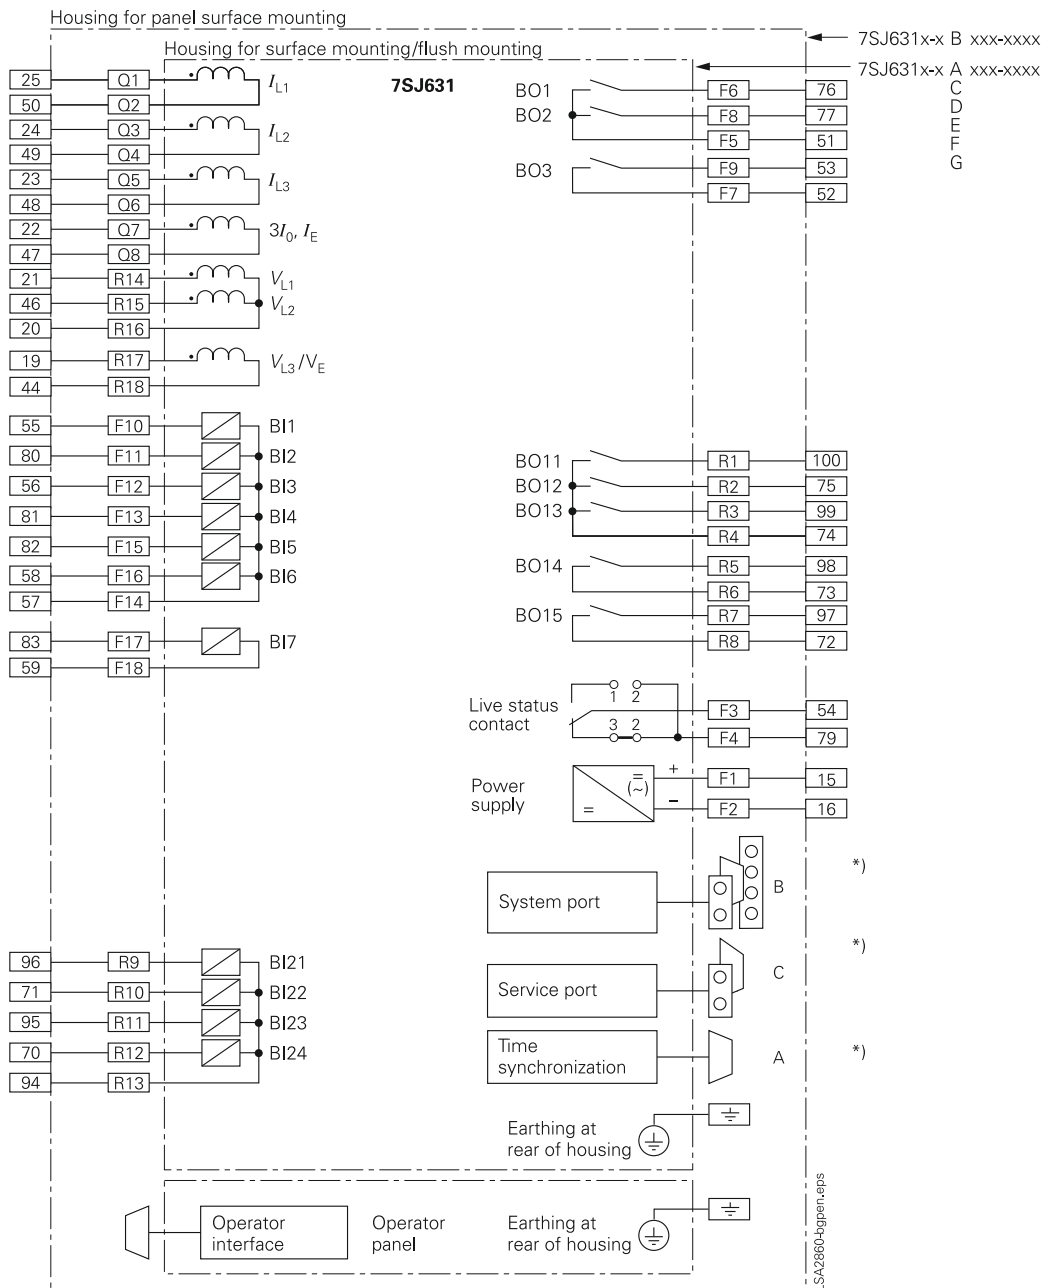 Housing for panel surface mounting
7SJ631x-x B xxx-xxxx
Housing for surface mounting/flush mounting
7SJ631x-x A xxx-xxxx
C
D
E
F
G
7SJ631
25 Q1 IL1
50 Q2
24 Q3 IL2
49 Q4
23 Q5 IL3
48 Q6
22 Q7 3I0, IE
47 Q8
21 R14 VL1
46 R15 VL2
20 R16
19 R17 VL3/VE
44 R18
55 F10 BI1
80 F11 BI2
56 F12 BI3
81 F13 BI4
82 F15 BI5
58 F16 BI6
57 F14
83 F17 BI7
59 F18
96 R9 BI21
71 R10 BI22
95 R11 BI23
70 R12 BI24
94 R13
BO1 F6 76
BO2 F8 77
F5 51
BO3 F9 53
F7 52
BO11 R1 100
BO12 R2 75
BO13 R3 99
R4 74
BO14 R5 98
R6 73
BO15 R7 97
R8 72
Live status
contact
1 2
3 2
F3 54
F4 79
Power
supply
= (~)
=
+ F1 15
– F2 16
System port B *)
Service port C *)
Time
synchronization A *)
Earthing at
rear of housing
Operator
interface
Operator
panel
Earthing at
rear of housing
LSA2860-bgpen.eps